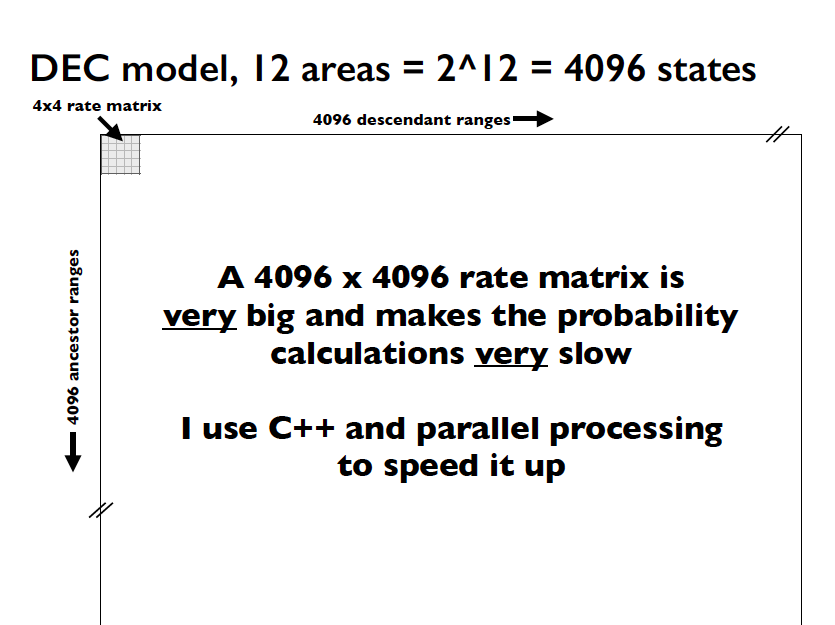 DEC model, 12 areas = 2^12 = 4096 states
4x4 rate matrix
4096 descendant ranges
4096 ancestor ranges
A 4096 x 4096 rate matrix is
very big and makes the probability
calculations very slow
I use C++ and parallel processing
to speed it up